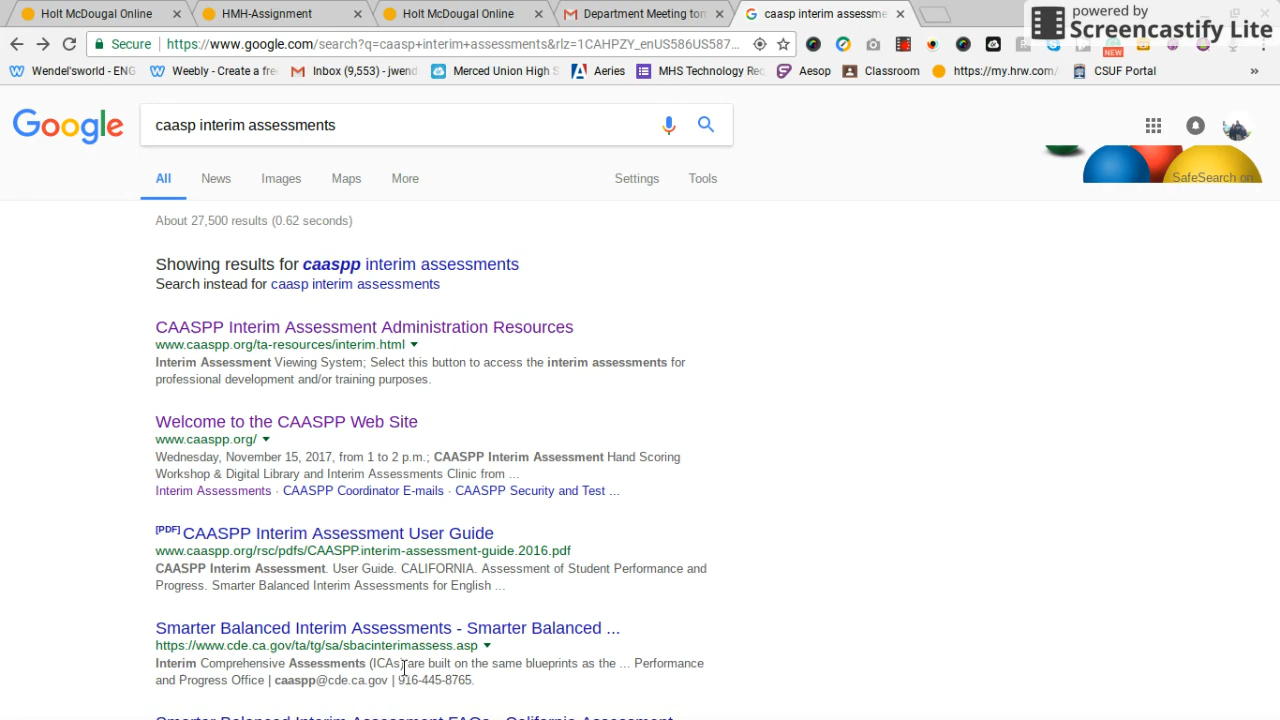 Holt McDougal Online
HMH-Assignment
Holt McDougal Online
Department Meeting tom
caasp interim assessme
powered by
Screencastify Lite
Secure
https://www.google.com/search?q=caasp+interim+assessments&rlz=1CAHPZY_enUS586US587...
NEW
Wendel'sworld - ENG
Weebly - Create a free
Inbox (9,553) - jwend
Merced Union High S
Aeries
MHS Technology Req
Aesop
Classroom
https://my.hrw.com/
CSUF Portal
»
Google
caasp interim assessments
All
News
Images
Maps
More
Settings
Tools
SafeSearch on
About 27,500 results (0.62 seconds)
Showing results for caaspp interim assessments
Search instead for caasp interim assessments
CAASPP Interim Assessment Administration Resources
www.caaspp.org/ta-resources/interim.html
Interim Assessment Viewing System; Select this button to access the interim assessments for
professional development and/or training purposes.
Welcome to the CAASPP Web Site
www.caaspp.org/
Wednesday, November 15, 2017, from 1 to 2 p.m.; CAASPP Interim Assessment Hand Scoring
Workshop & Digital Library and Interim Assessments Clinic from ...
Interim Assessments · CAASPP Coordinator E-mails · CAASPP Security and Test ...
[PDF] CAASPP Interim Assessment User Guide
www.caaspp.org/rsc/pdfs/CAASPP.interim-assessment-guide.2016.pdf
CAASPP Interim Assessment. User Guide. CALIFORNIA. Assessment of Student Performance and
Progress. Smarter Balanced Interim Assessments for English ...
Smarter Balanced Interim Assessments - Smarter Balanced ...
https://www.cde.ca.gov/ta/tg/sa/sbacinterimassess.asp
Interim Comprehensive Assessments (ICAs) are built on the same blueprints as the ... Performance
and Progress Office | caaspp@cde.ca.gov | 916-445-8765.
Smarter Balanced Interim Assessment FAQs - California Assessment